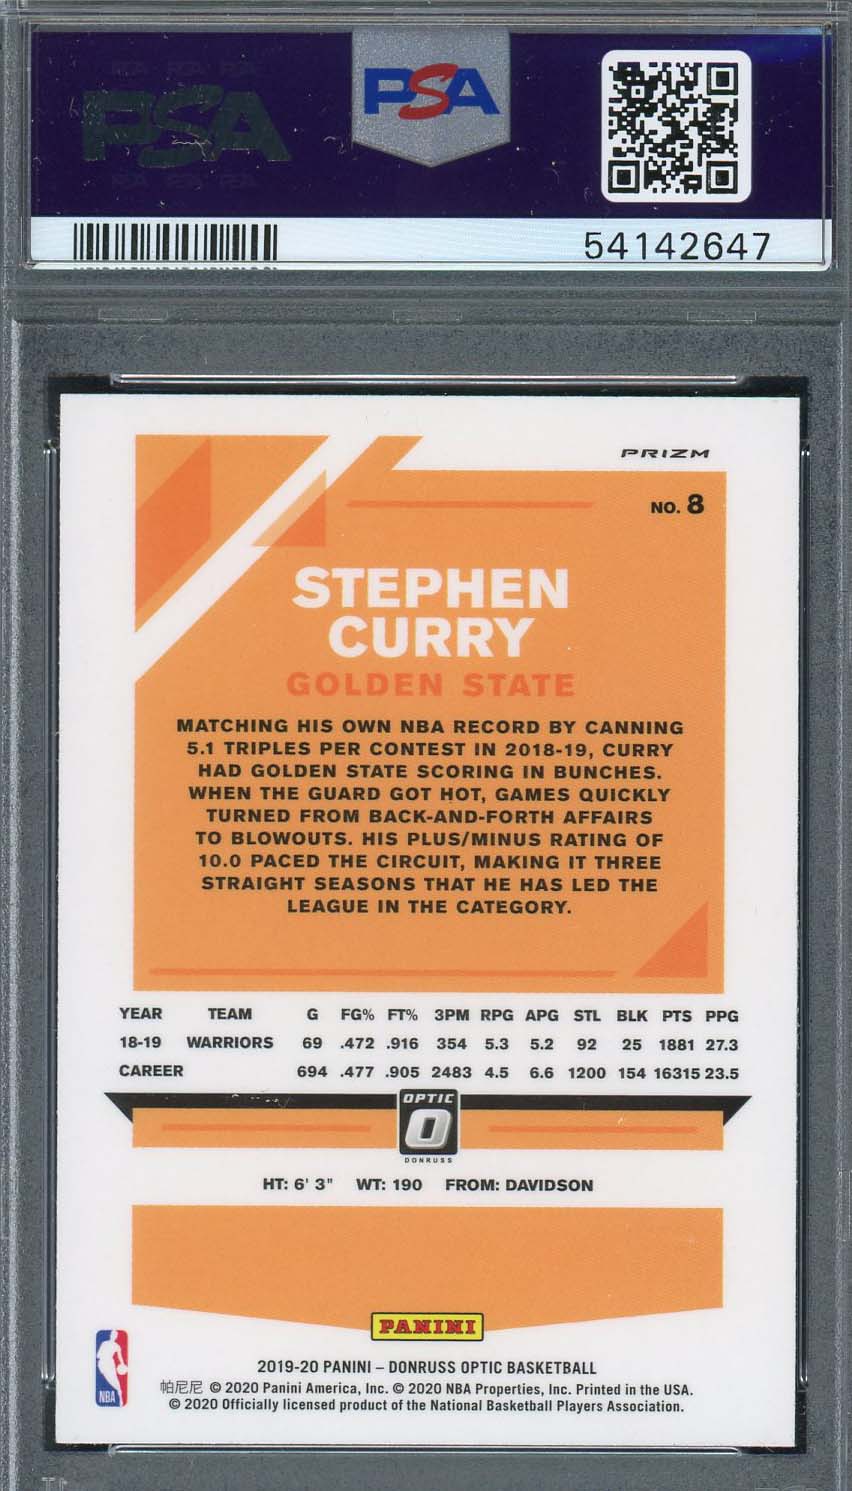 PSA PSA PSA
PSA
PSA
PSA PSA PSA
54142647
PRIZM
NO. 8
STEPHEN
CURRY
GOLDEN STATE
MATCHING HIS OWN NBA RECORD BY CANNING
5.1 TRIPLES PER CONTEST IN 2018-19, CURRY
HAD GOLDEN STATE SCORING IN BUNCHES.
WHEN THE GUARD GOT HOT, GAMES QUICKLY
TURNED FROM BACK-AND-FORTH AFFAIRS
TO BLOWOUTS. HIS PLUS/MINUS RATING OF
10.0 PACED THE CIRCUIT, MAKING IT THREE
STRAIGHT SEASONS THAT HE HAS LED THE
LEAGUE IN THE CATEGORY.
YEAR TEAM G FG% FT% 3PM RPG APG STL BLK PTS PPG
18-19 WARRIORS 69 .472 .916 354 5.3 5.2 92 25 1881 27.3
CAREER 694 .477 .905 2483 4.5 6.6 1200 154 16315 23.5
OPTIC
O
DONRUSS
HT: 6' 3" WT: 190 FROM: DAVIDSON
PANINI
NBA
2019-20 PANINI – DONRUSS OPTIC BASKETBALL
帕尼尼 © 2020 Panini America, Inc. © 2020 NBA Properties, Inc. Printed in the USA.
© 2020 Officially licensed product of the National Basketball Players Association.